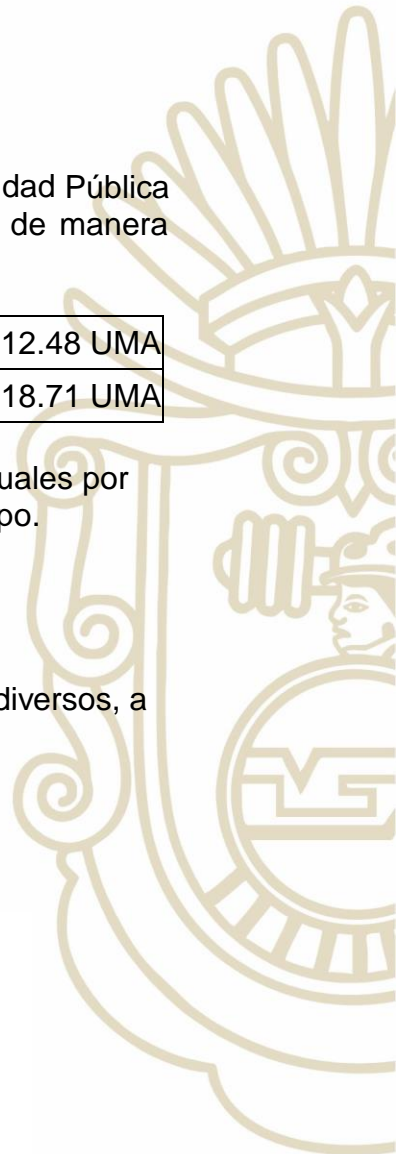 dad Pública
de manera
12.48 UMA
18.71 UMA
uales por
po.
diversos, a